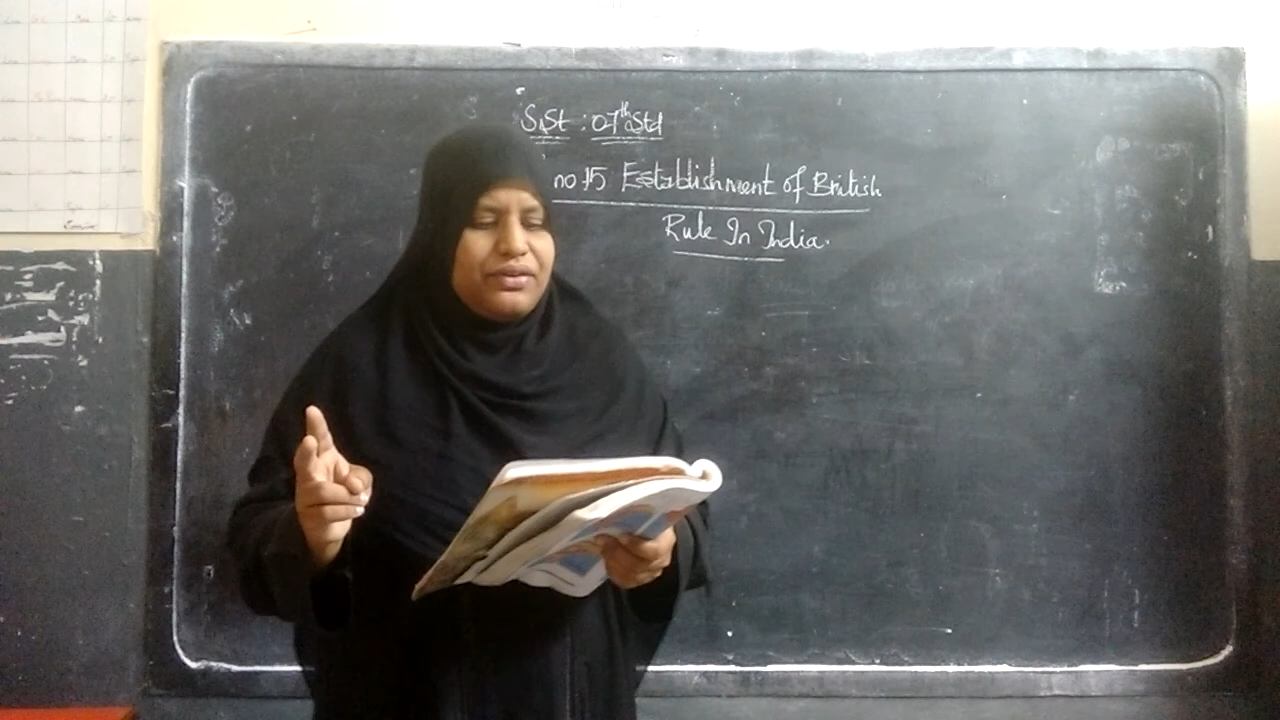 S.St : 07th Std
no 15 Establishment of British
Rule In India.